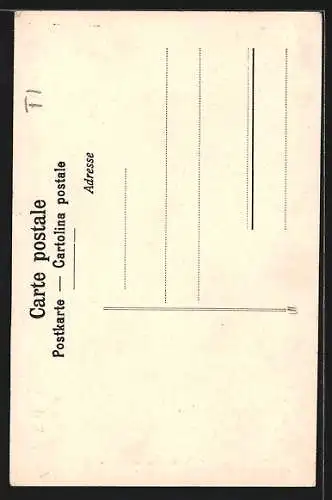 Carte postale
Postkarte — Cartolina postale
Adresse